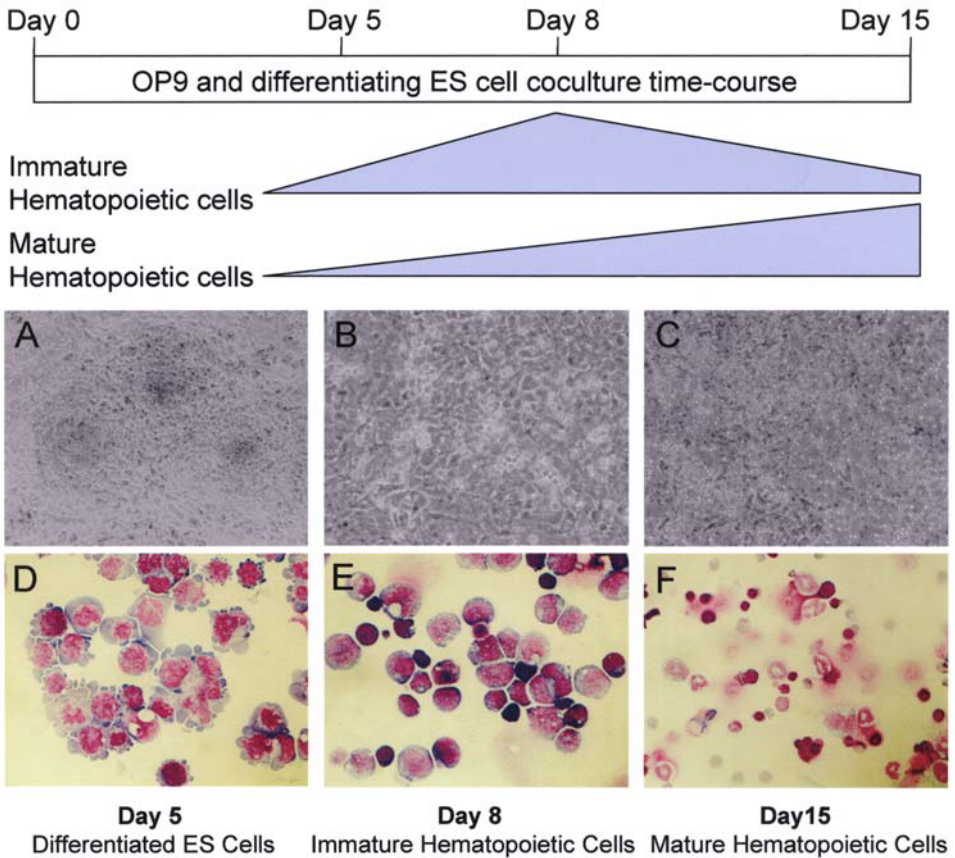 Day 0 Day 5 Day 8 Day 15
OP9 and differentiating ES cell coculture time-course
Immature
Hematopoietic cells
Mature
Hematopoietic cells
A B C
D E F
Day 5 Day 8 Day15
Differentiated ES Cells Immature Hematopoietic Cells Mature Hematopoietic Cells